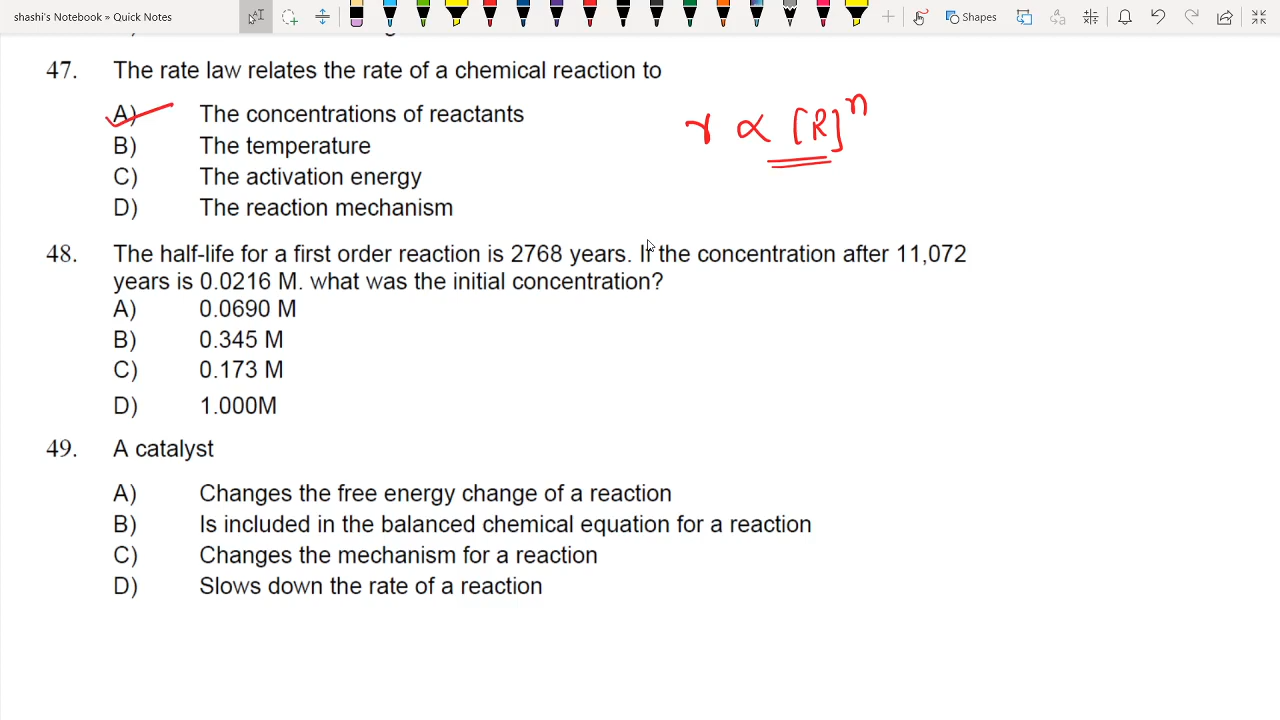 shashi's Notebook » Quick Notes
Shapes
47. The rate law relates the rate of a chemical reaction to
A) The concentrations of reactants
r ∝ [R]^n
B) The temperature
C) The activation energy
D) The reaction mechanism
48. The half-life for a first order reaction is 2768 years. If the concentration after 11,072
years is 0.0216 M. what was the initial concentration?
A) 0.0690 M
B) 0.345 M
C) 0.173 M
D) 1.000M
49. A catalyst
A) Changes the free energy change of a reaction
B) Is included in the balanced chemical equation for a reaction
C) Changes the mechanism for a reaction
D) Slows down the rate of a reaction